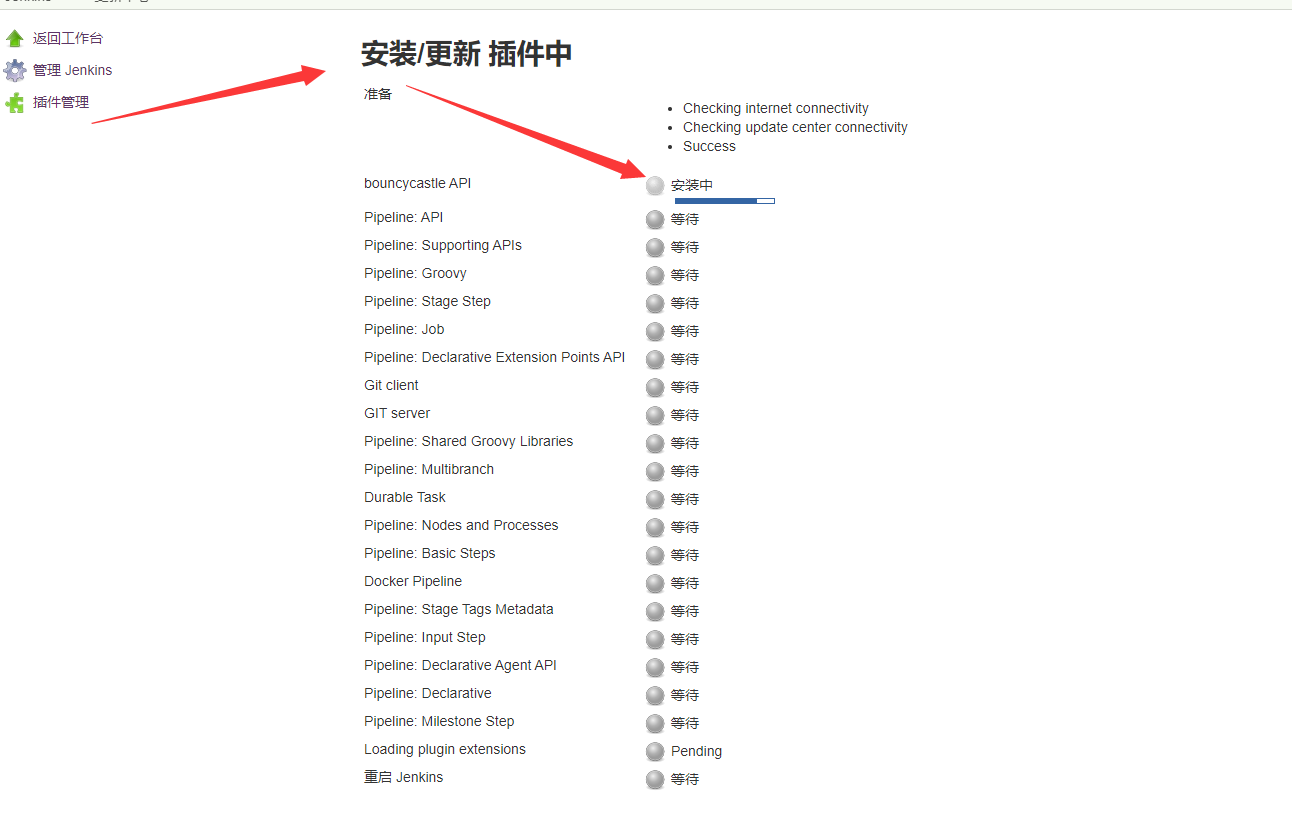 返回工作台
管理 Jenkins
插件管理
安装/更新 插件中
准备
Checking internet connectivity
Checking update center connectivity
Success
bouncycastle API 安装中
Pipeline: API 等待
Pipeline: Supporting APIs 等待
Pipeline: Groovy 等待
Pipeline: Stage Step 等待
Pipeline: Job 等待
Pipeline: Declarative Extension Points API 等待
Git client 等待
GIT server 等待
Pipeline: Shared Groovy Libraries 等待
Pipeline: Multibranch 等待
Durable Task 等待
Pipeline: Nodes and Processes 等待
Pipeline: Basic Steps 等待
Docker Pipeline 等待
Pipeline: Stage Tags Metadata 等待
Pipeline: Input Step 等待
Pipeline: Declarative Agent API 等待
Pipeline: Declarative 等待
Pipeline: Milestone Step 等待
Loading plugin extensions Pending
重启 Jenkins 等待